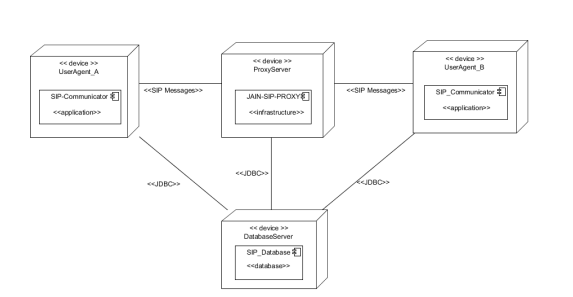 << device >>
UserAgent_A
SIP-Communicator
<<application>>
<<SIP Messages>>
<< device >>
ProxyServer
JAIN-SIP-PROXY
<<infrastructure>>
<<SIP Messages>>
<< device >>
UserAgent_B
SIP_Communicator
<<application>>
<<JDBC>>
<<JDBC>>
<<JDBC>>
<< device >>
DatabaseServer
SIP_Database
<<database>>